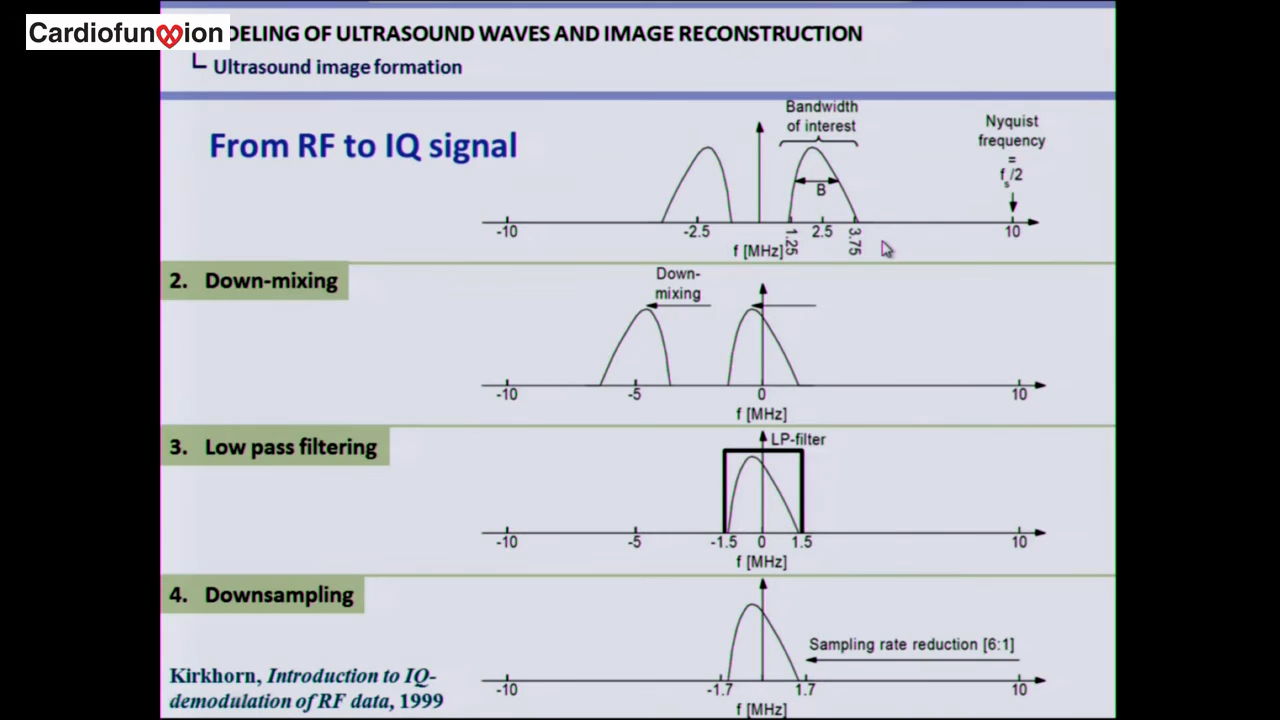 Cardiofunxion
DELING OF ULTRASOUND WAVES AND IMAGE RECONSTRUCTION
Ultrasound image formation
From RF to IQ signal
Bandwidth
of interest
B
Nyquist
frequency
=
fs/2
-10 -2.5 1.25 2.5 3.75 10
f [MHz]
2. Down-mixing
Down-
mixing
-10 -5 0 10
f [MHz]
3. Low pass filtering
LP-filter
-10 -5 -1.5 0 1.5 10
f [MHz]
4. Downsampling
Sampling rate reduction [6:1]
-10 -1.7 1.7 10
f [MHz]
Kirkhorn, Introduction to IQ-
demodulation of RF data, 1999